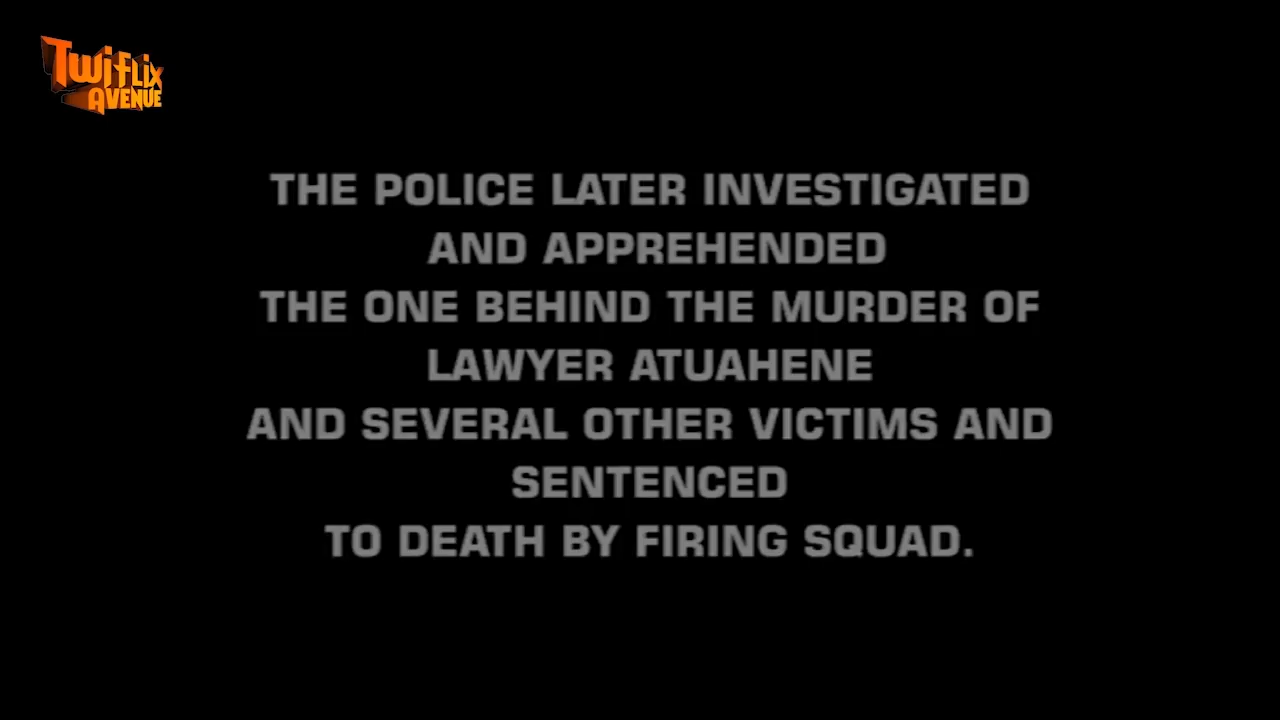 TWIFLIX
AVENUE
THE POLICE LATER INVESTIGATED
AND APPREHENDED
THE ONE BEHIND THE MURDER OF
LAWYER ATUAHENE
AND SEVERAL OTHER VICTIMS AND
SENTENCED
TO DEATH BY FIRING SQUAD.